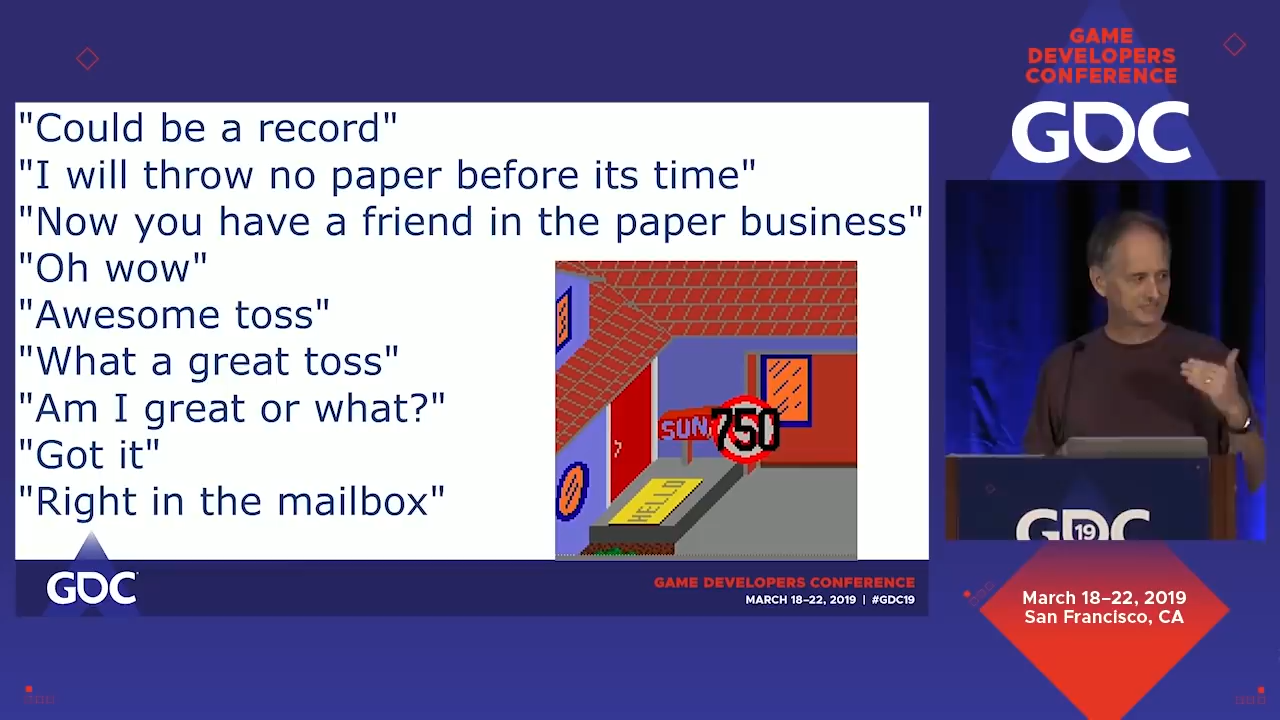 GAME
DEVELOPERS
CONFERENCE
GDC
"Could be a record"
"I will throw no paper before its time"
"Now you have a friend in the paper business"
"Oh wow"
"Awesome toss"
"What a great toss"
"Am I great or what?"
"Got it"
"Right in the mailbox"
SUN
750
HELLO
GDC
GAME DEVELOPERS CONFERENCE
MARCH 18–22, 2019 | #GDC19
GDC
19
March 18–22, 2019
San Francisco, CA